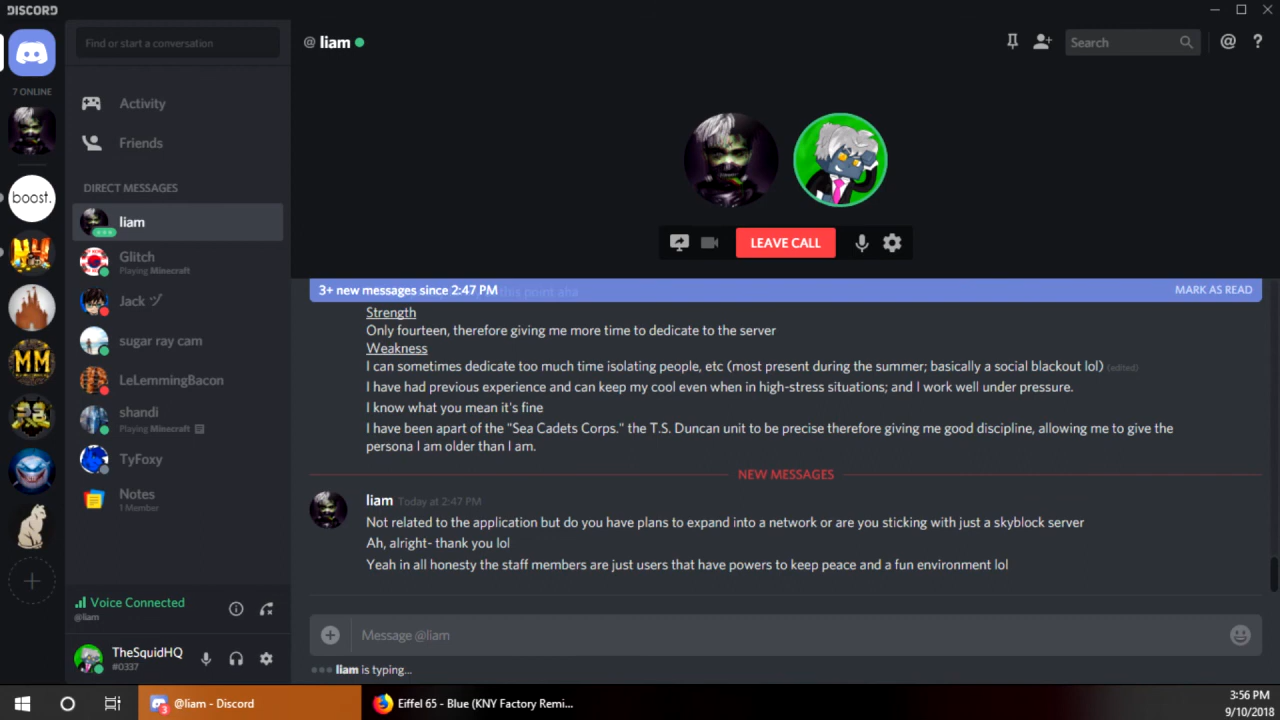 DISCORD
7 ONLINE
boost.
MM
Find or start a conversation
Activity
Friends
DIRECT MESSAGES
liam
Glitch
Playing Minecraft
Jack ツ
sugar ray cam
LeLemmingBacon
shandi
Playing Minecraft
TyFoxy
Notes
1 Member
Voice Connected
@liam
TheSquidHQ
#0337
@ liam
Search
@ ?
LEAVE CALL
3+ new messages since 2:47 PM this point aha MARK AS READ
Strength
Only fourteen, therefore giving me more time to dedicate to the server
Weakness
I can sometimes dedicate too much time isolating people, etc (most present during the summer; basically a social blackout lol) (edited)
I have had previous experience and can keep my cool even when in high-stress situations; and I work well under pressure.
I know what you mean it's fine
I have been apart of the "Sea Cadets Corps." the T.S. Duncan unit to be precise therefore giving me good discipline, allowing me to give the
persona I am older than I am.
NEW MESSAGES
liam Today at 2:47 PM
Not related to the application but do you have plans to expand into a network or are you sticking with just a skyblock server
Ah, alright- thank you lol
Yeah in all honesty the staff members are just users that have powers to keep peace and a fun environment lol
Message @liam
liam is typing...
3
@liam - Discord
Eiffel 65 - Blue (KNY Factory Remi...
3:56 PM
9/10/2018